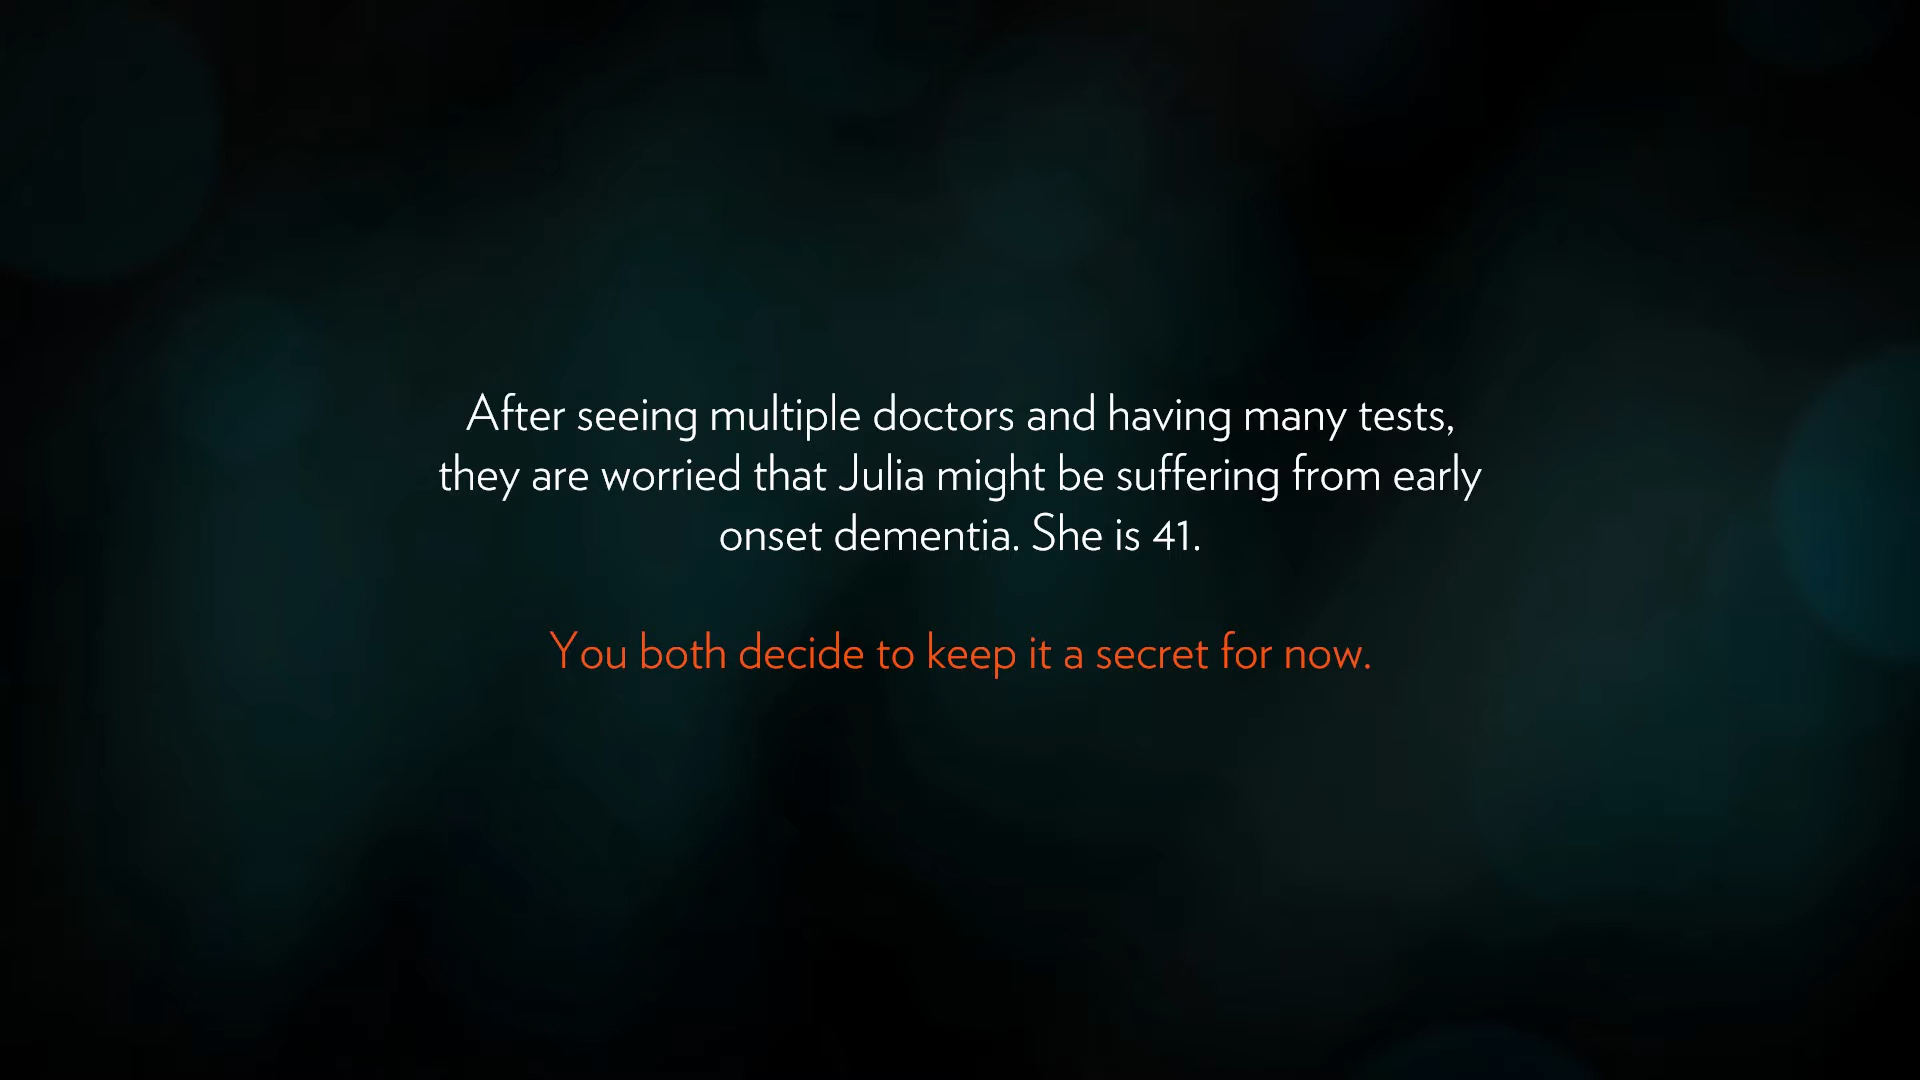 After seeing multiple doctors and having many tests,
they are worried that Julia might be suffering from early
onset dementia. She is 41.
You both decide to keep it a secret for now.